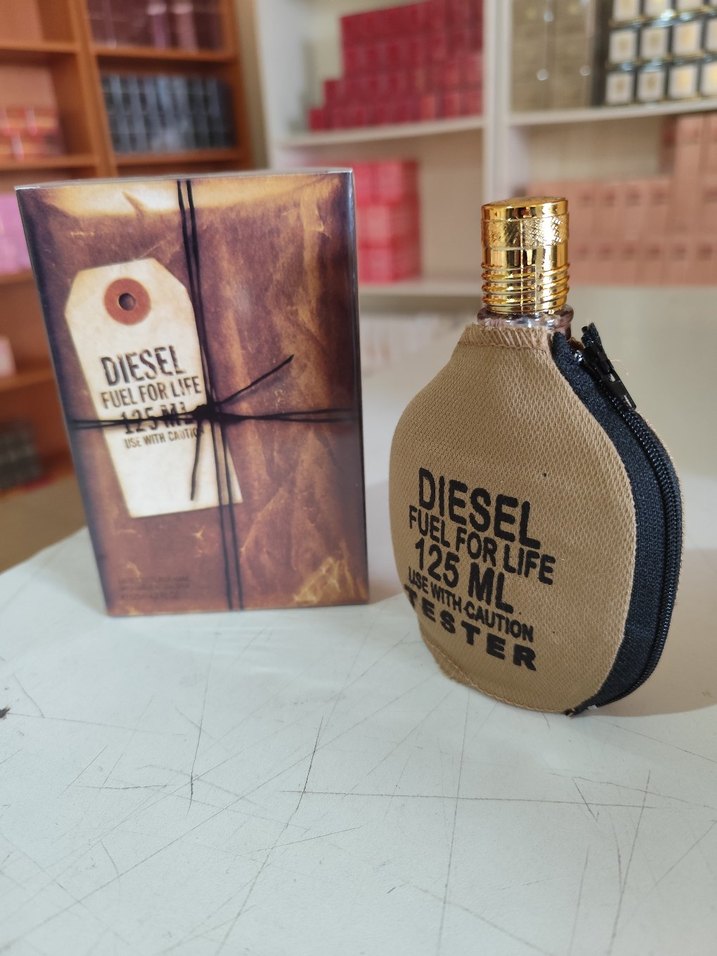 DIESEL
FUEL FOR LIFE
125 ML
USE WITH CAUTION
DIESEL
FUEL FOR LIFE
125 ML
USE WITH CAUTION
TESTER